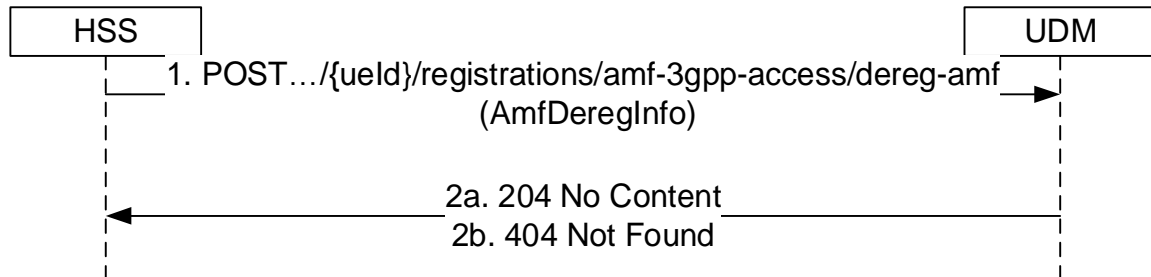 HSS
UDM
1. POST…/{ueId}/registrations/amf-3gpp-access/dereg-amf
(AmfDeregInfo)
2a. 204 No Content
2b. 404 Not Found